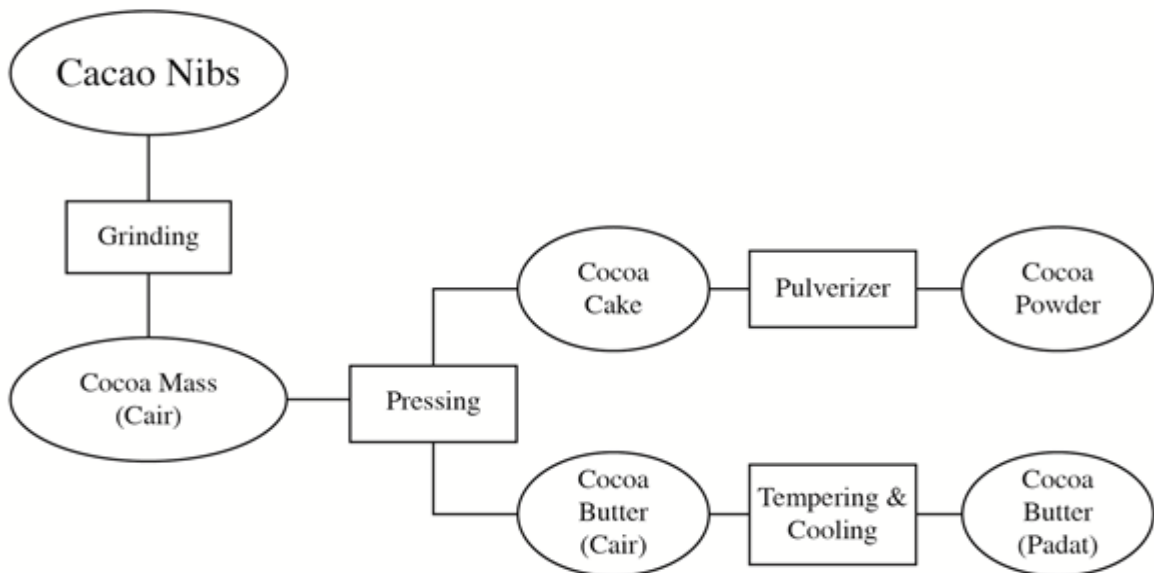 Cacao Nibs
Grinding
Cocoa Mass
(Cair)
Pressing
Cocoa
Cake
Pulverizer
Cocoa
Powder
Cocoa
Butter
(Cair)
Tempering &
Cooling
Cocoa
Butter
(Padat)